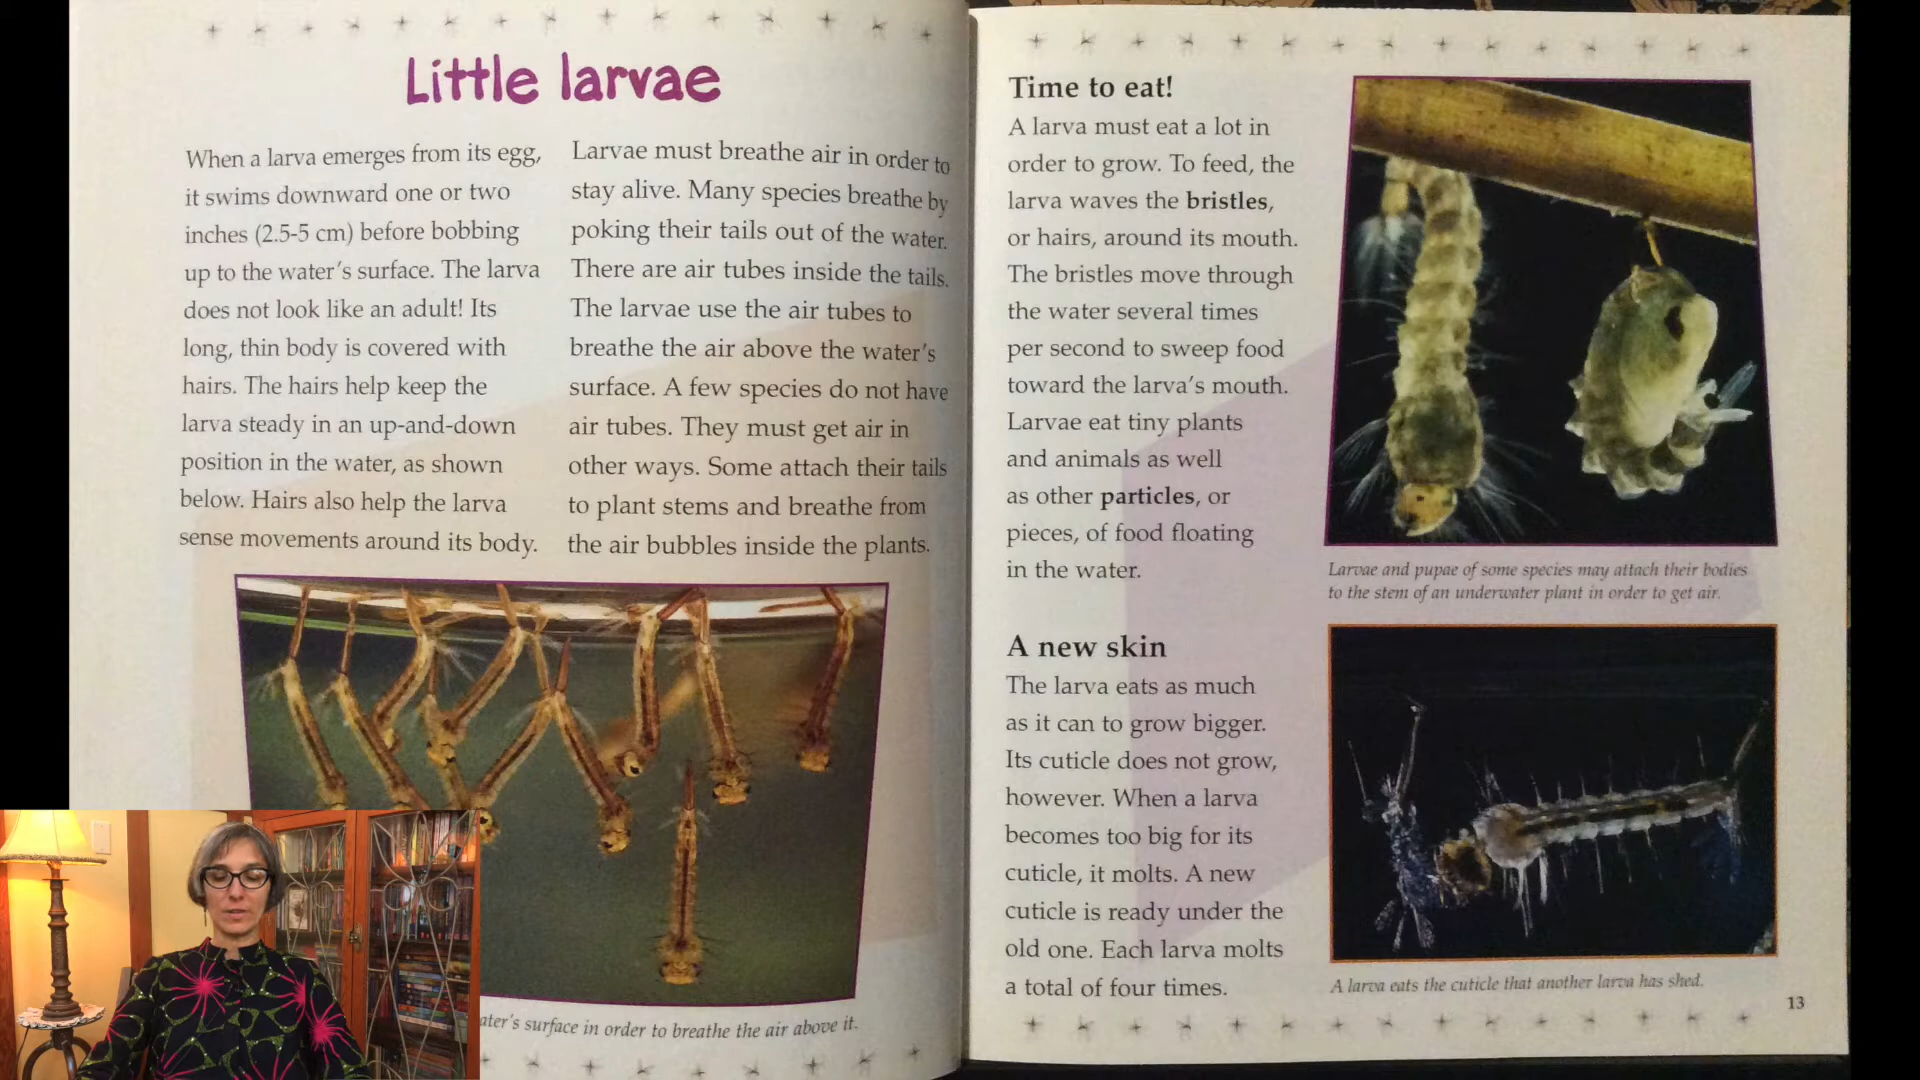 Little larvae
When a larva emerges from its egg,
it swims downward one or two
inches (2.5-5 cm) before bobbing
up to the water's surface. The larva
does not look like an adult! Its
long, thin body is covered with
hairs. The hairs help keep the
larva steady in an up-and-down
position in the water, as shown
below. Hairs also help the larva
sense movements around its body.
Larvae must breathe air in order to
stay alive. Many species breathe by
poking their tails out of the water.
There are air tubes inside the tails.
The larvae use the air tubes to
breathe the air above the water's
surface. A few species do not have
air tubes. They must get air in
other ways. Some attach their tails
to plant stems and breathe from
the air bubbles inside the plants.
ater's surface in order to breathe the air above it.
Time to eat!
A larva must eat a lot in
order to grow. To feed, the
larva waves the bristles,
or hairs, around its mouth.
The bristles move through
the water several times
per second to sweep food
toward the larva's mouth.
Larvae eat tiny plants
and animals as well
as other particles, or
pieces, of food floating
in the water.
Larvae and pupae of some species may attach their bodies
to the stem of an underwater plant in order to get air.
A new skin
The larva eats as much
as it can to grow bigger.
Its cuticle does not grow,
however. When a larva
becomes too big for its
cuticle, it molts. A new
cuticle is ready under the
old one. Each larva molts
a total of four times.
A larva eats the cuticle that another larva has shed.
13